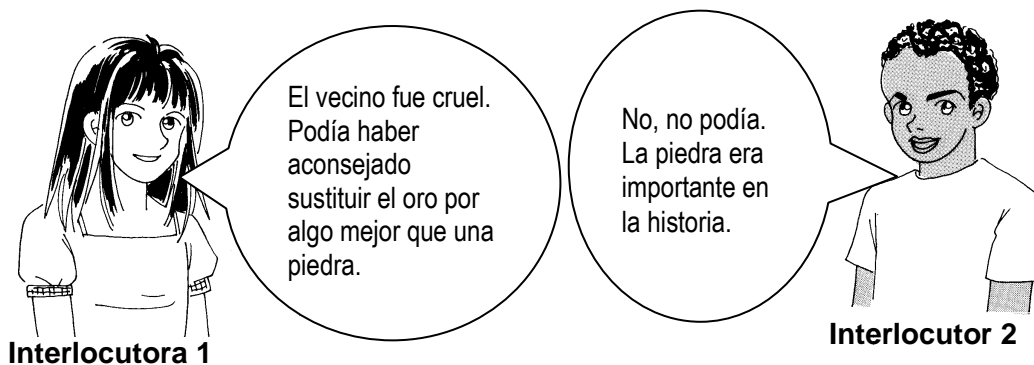 El vecino fue cruel.
Podía haber
aconsejado
sustituir el oro por
algo mejor que una
piedra.
No, no podía.
La piedra era
importante en
la historia.
Interlocutora 1
Interlocutor 2